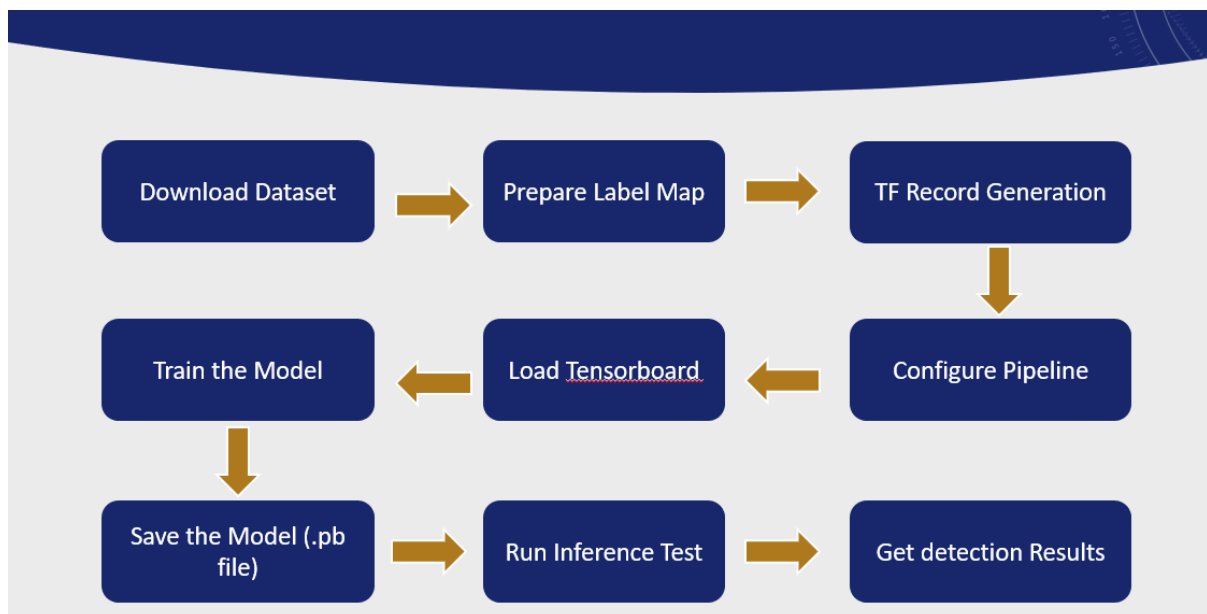 150
Download Dataset
Prepare Label Map
TF Record Generation
Configure Pipeline
Load Tensorboard
Train the Model
Save the Model (.pb
file)
Run Inference Test
Get detection Results